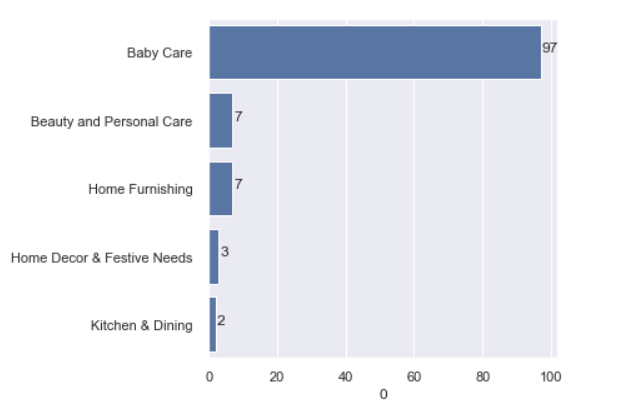 Baby Care 97
Beauty and Personal Care 7
Home Furnishing 7
Home Decor & Festive Needs 3
Kitchen & Dining 2
0 20 40 60 80 100
0